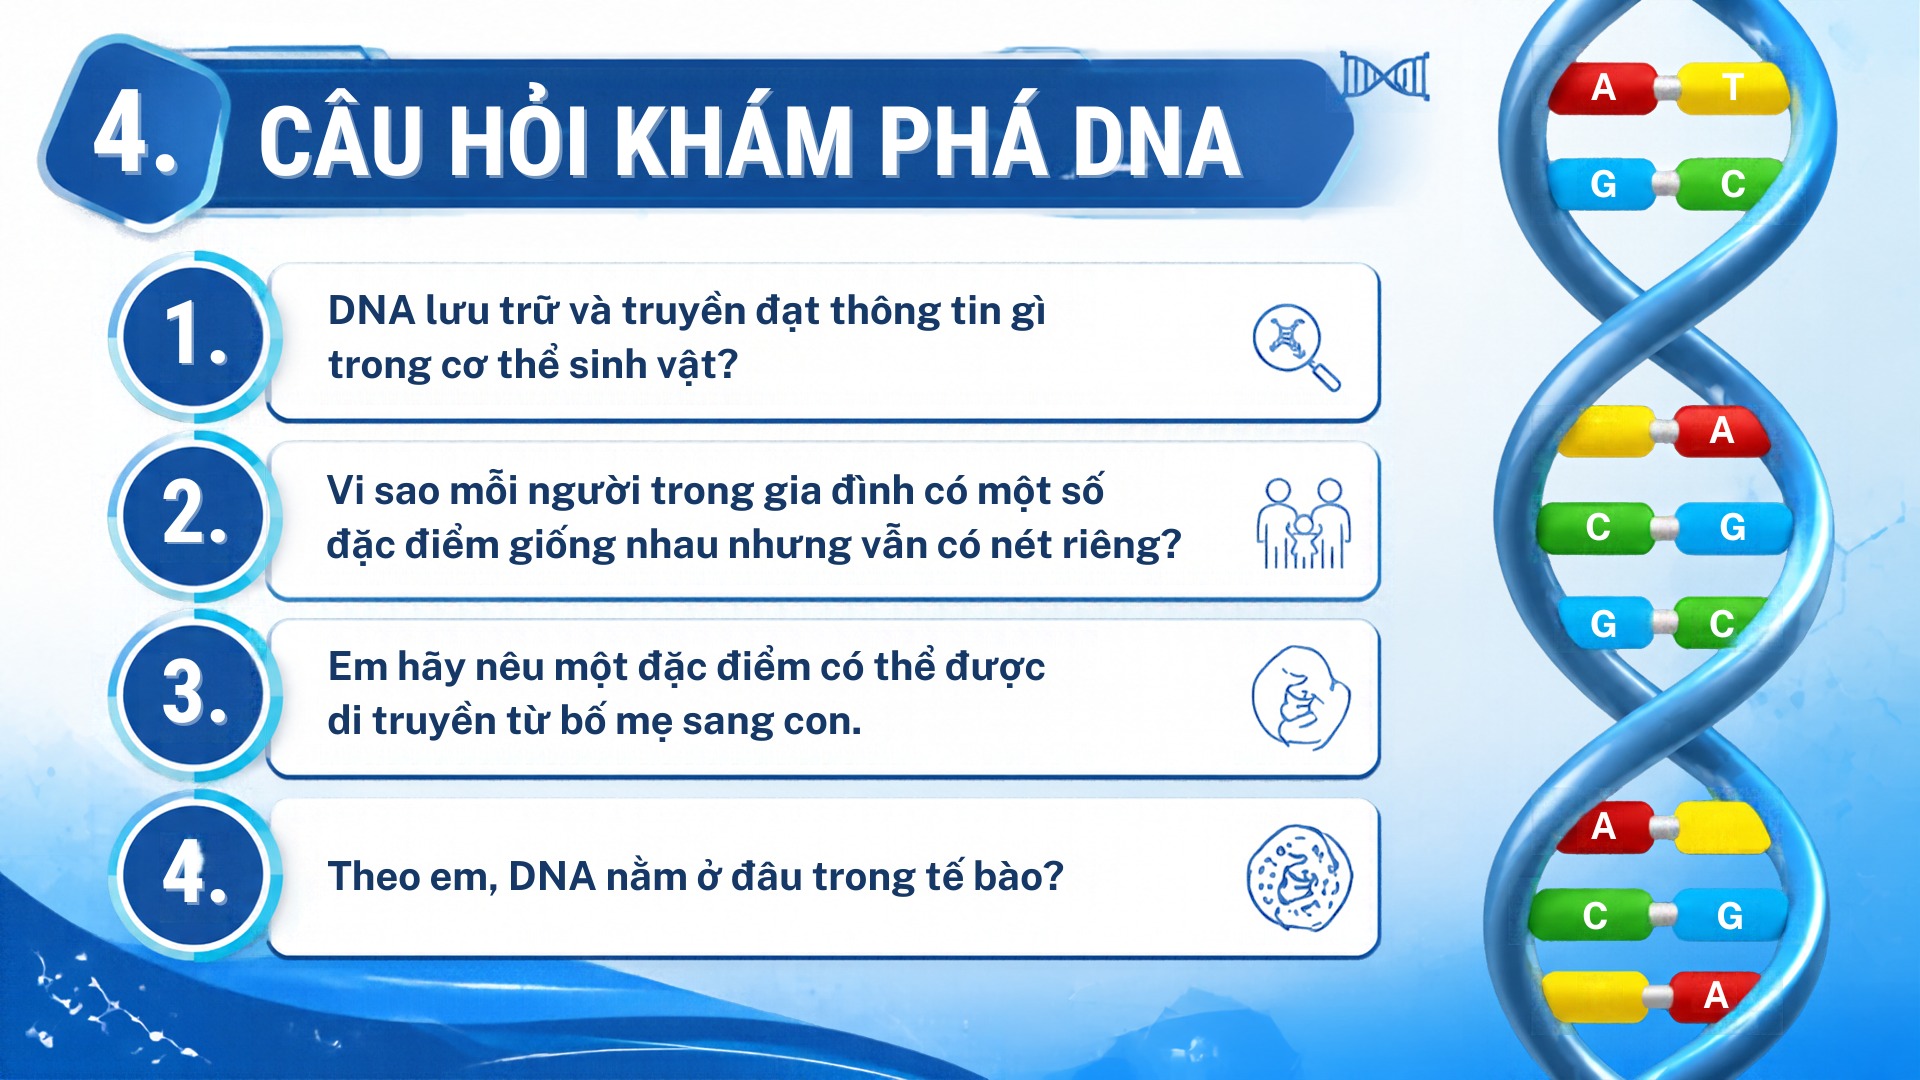 4.
CÂU HỎI KHÁM PHÁ DNA
1.
DNA lưu trữ và truyền đạt thông tin gì
trong cơ thể sinh vật?
2.
Vi sao mỗi người trong gia đình có một số
đặc điểm giống nhau nhưng vẫn có nét riêng?
3.
Em hãy nêu một đặc điểm có thể được
di truyền từ bố mẹ sang con.
4.
Theo em, DNA nằm ở đâu trong tế bào?
A T
G C
A
C G
G C
A
C G
A